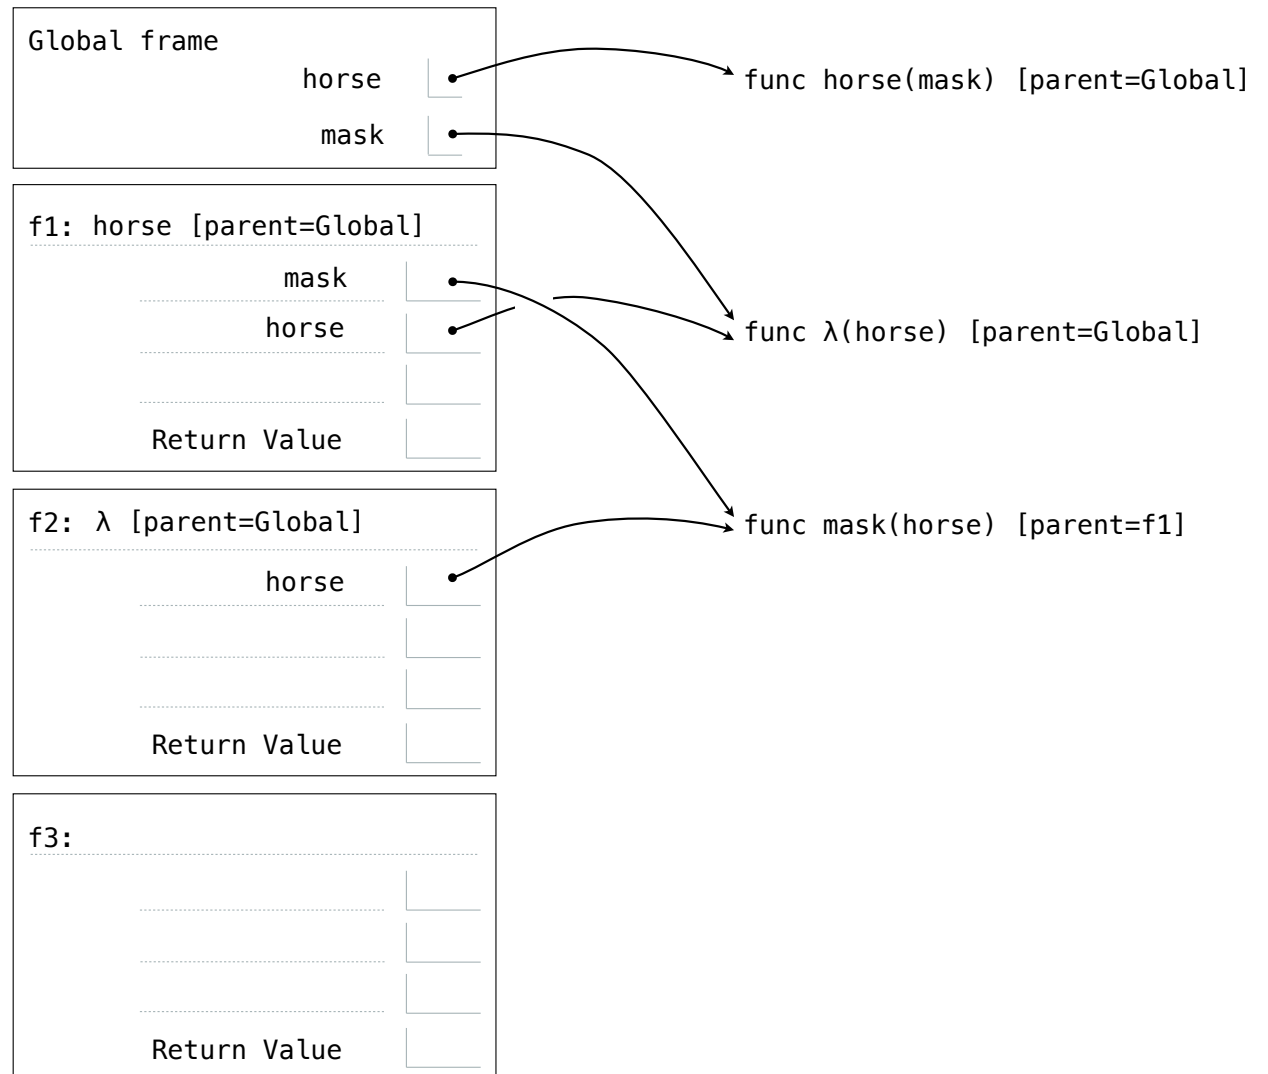 Global frame
horse
func horse(mask) [parent=Global]
mask
f1: horse [parent=Global]
mask
horse
func λ(horse) [parent=Global]
Return Value
f2: λ [parent=Global]
func mask(horse) [parent=f1]
horse
Return Value
f3:
Return Value